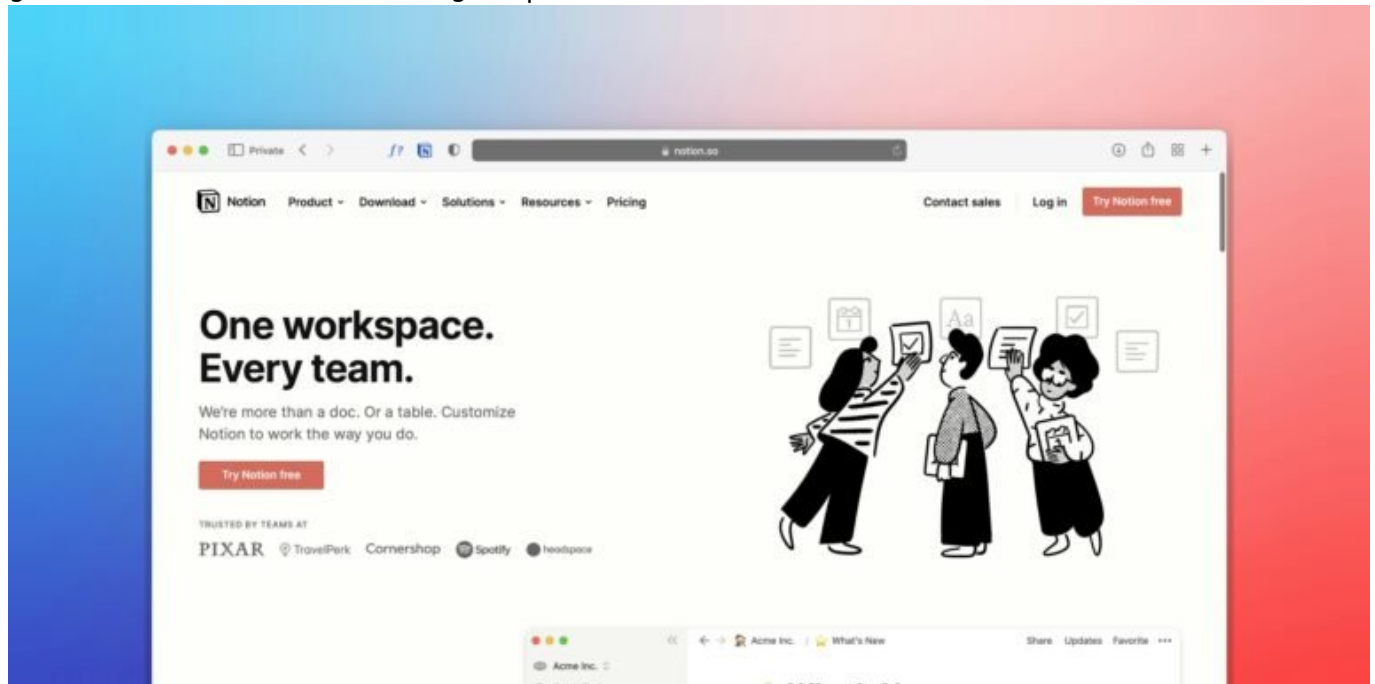 Private
notion.so
Notion Product Download Solutions Resources Pricing
Contact sales Log in Try Notion free
One workspace.
Every team.
We're more than a doc. Or a table. Customize
Notion to work the way you do.
Try Notion free
TRUSTED BY TEAMS AT
PIXAR TravelPerk Cornershop Spotify headspace
Aa
1
Acme Inc. What's New Share Updates Favorite
Acme Inc.